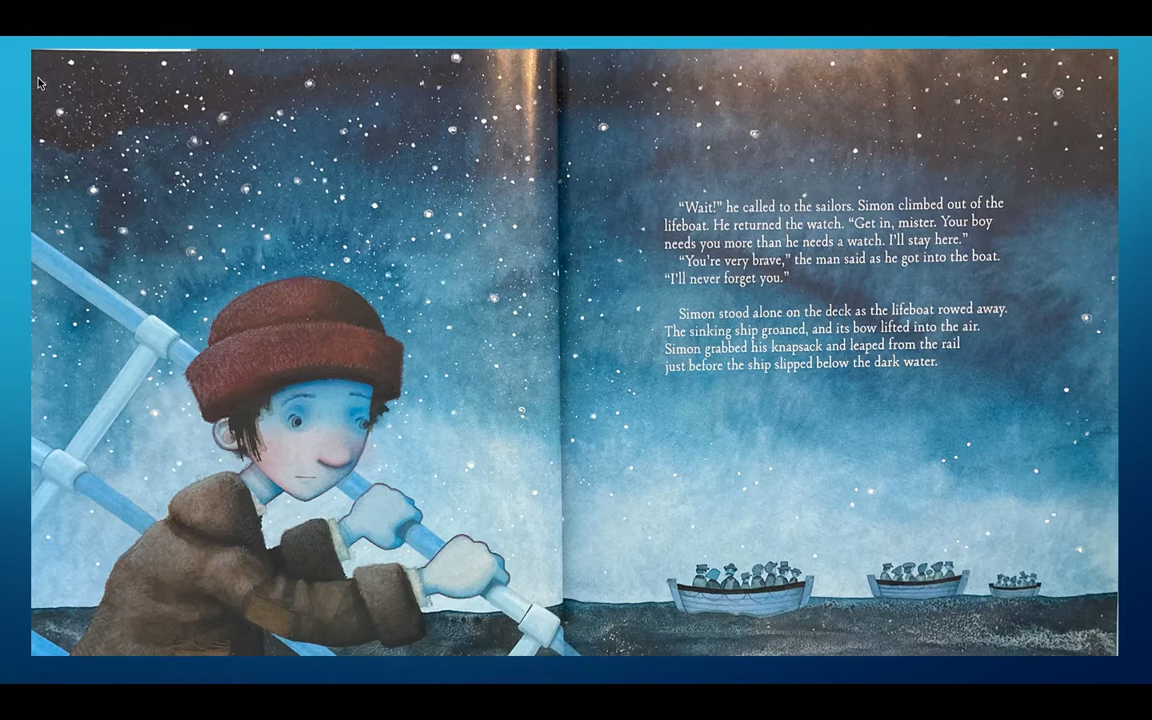 “Wait!” he called to the sailors. Simon climbed out of the
lifeboat. He returned the watch. “Get in, mister. Your boy
needs you more than he needs a watch. I’ll stay here.”
“You’re very brave,” the man said as he got into the boat.
“I’ll never forget you.”
Simon stood alone on the deck as the lifeboat rowed away.
The sinking ship groaned, and its bow lifted into the air.
Simon grabbed his knapsack and leaped from the rail
just before the ship slipped below the dark water.